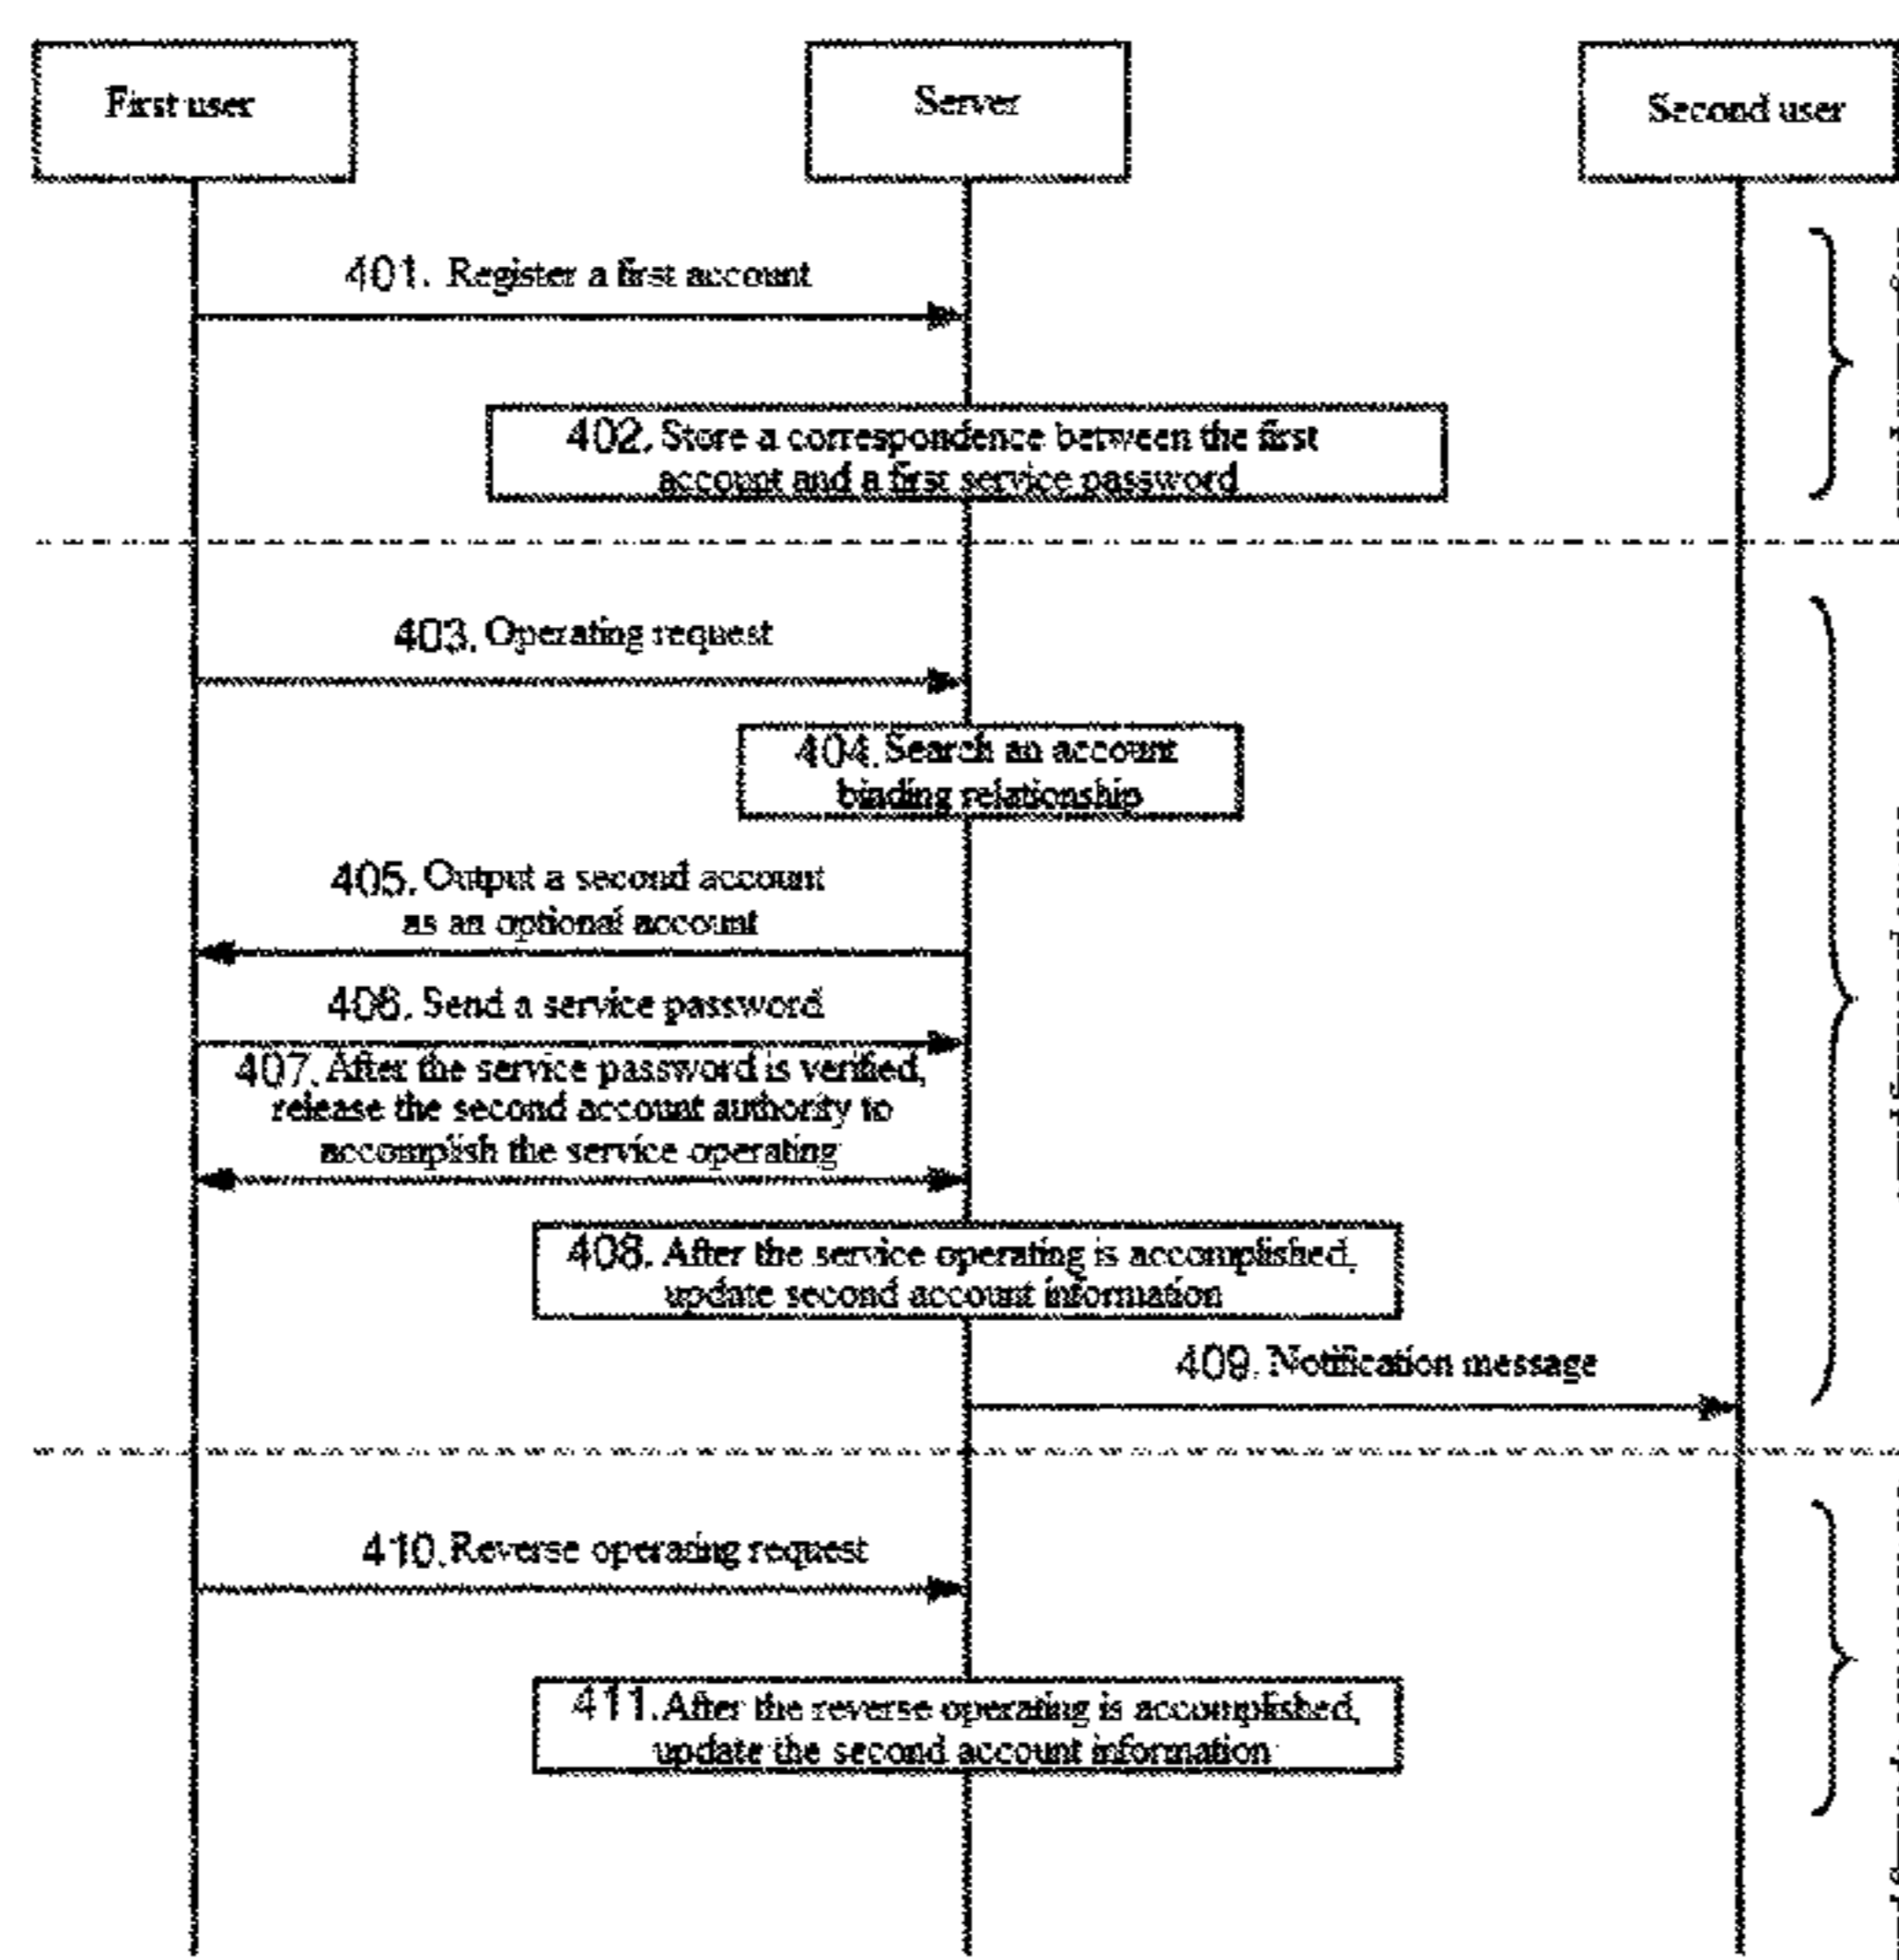 First user
Server
Second user
401. Register a first account
402. Store a correspondence between the first
account and a first service password
403. Operating request
404. Search an account
binding relationship
405. Output a second account
as an optional account
406. Send a service password
407. After the service password is verified,
release the second account authority to
accomplish the service operating
408. After the service operating is accomplished,
update second account information
409. Notification message
410. Reverse operating request
411. After the reverse operating is accomplished,
update the second account information